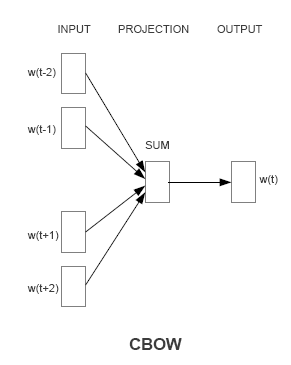 INPUT PROJECTION OUTPUT
w(t-2)
w(t-1)
SUM
w(t)
w(t+1)
w(t+2)
CBOW